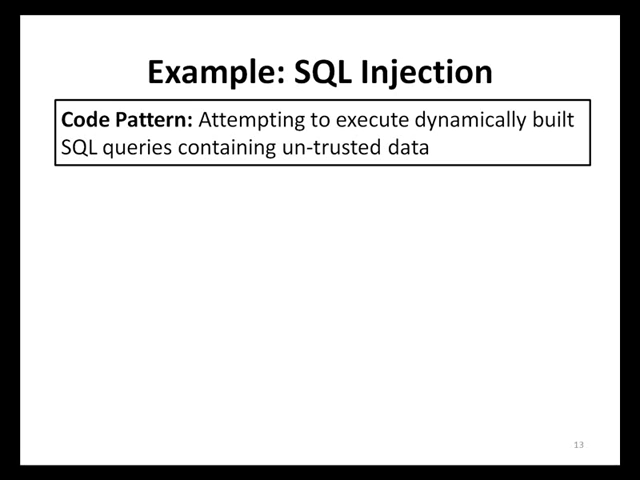 Example: SQL Injection
Code Pattern: Attempting to execute dynamically built
SQL queries containing un-trusted data
13